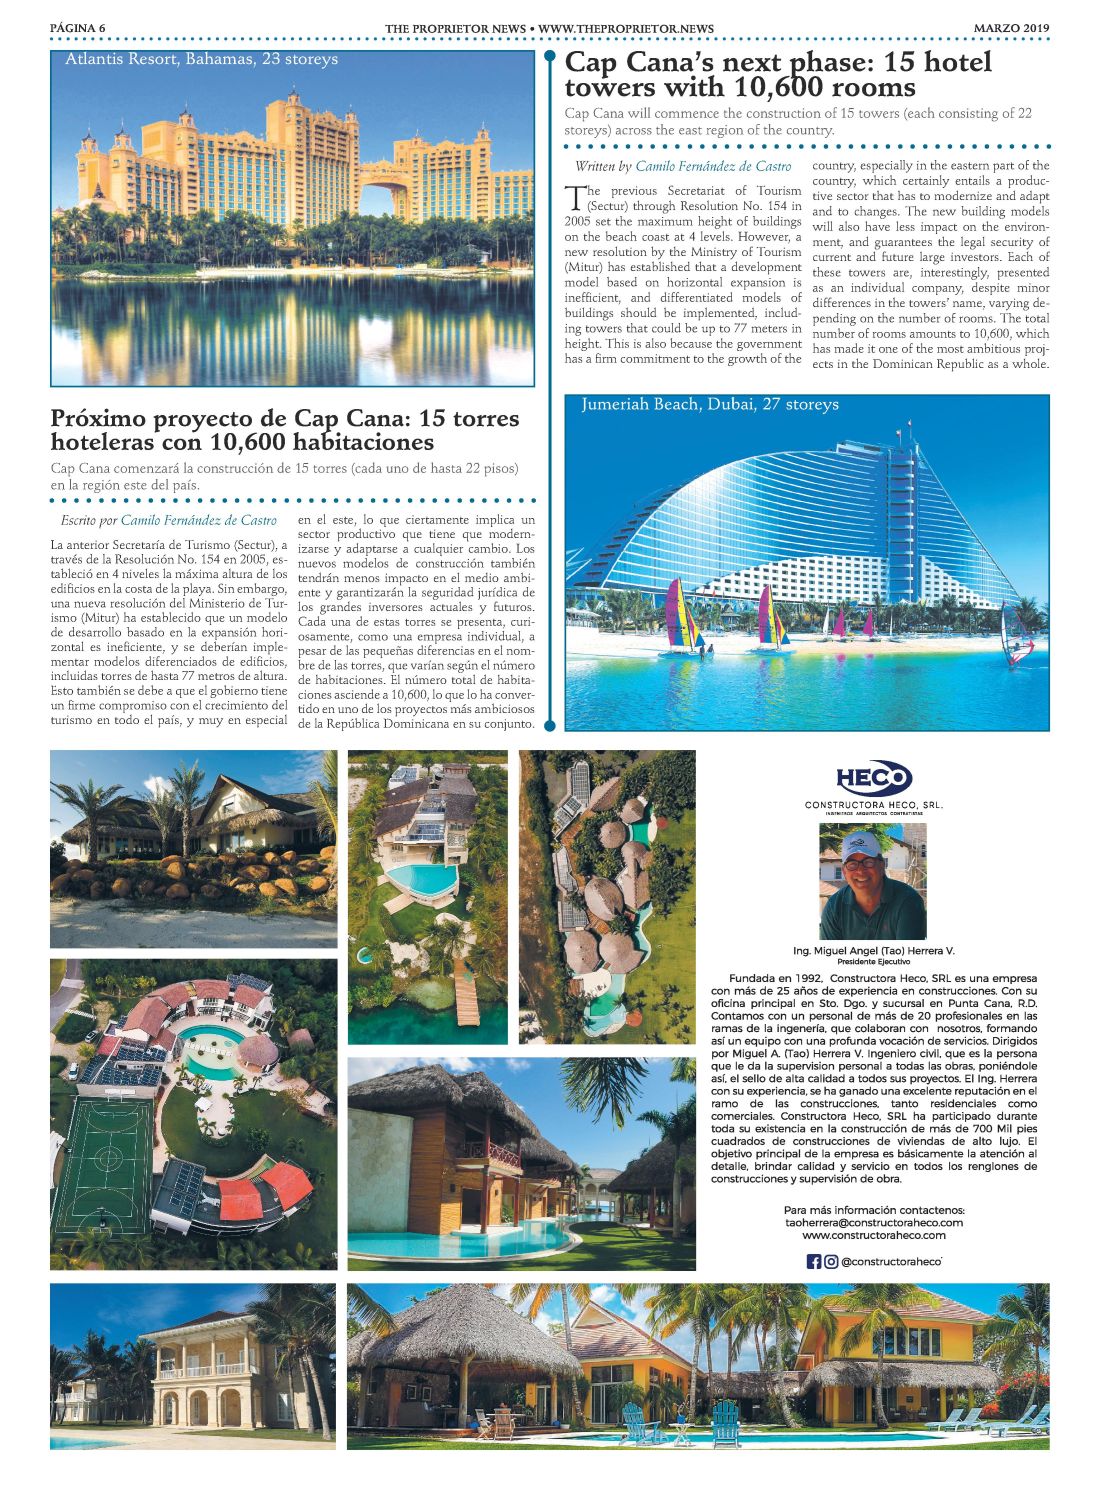 PÁGINA 6
THE PROPRIETOR NEWS • WWW.THEPROPRIETOR.NEWS
MARZO 2019
Atlantis Resort, Bahamas, 23 storeys
Próximo proyecto de Cap Cana: 15 torres
hoteleras con 10,600 habitaciones
Cap Cana comenzará la construcción de 15 torres (cada uno de hasta 22 pisos)
en la región este del país.
Escrito por Camilo Fernández de Castro
La anterior Secretaría de Turismo (Sectur), a
través de la Resolución No. 154 en 2005, es-
tableció en 4 niveles la máxima altura de los
edificios en la costa de la playa. Sin embargo,
una nueva resolución del Ministerio de Tur-
ismo (Mitur) ha establecido que un modelo
de desarrollo basado en la expansión hori-
zontal es ineficiente, y se deberían imple-
mentar modelos diferenciados de edificios,
incluidas torres de hasta 77 metros de altura.
Esto también se debe a que el gobierno tiene
un firme compromiso con el crecimiento del
turismo en todo el país, y muy en especial
en el este, lo que ciertamente implica un
sector productivo que tiene que modern-
izarse y adaptarse a cualquier cambio. Los
nuevos modelos de construcción también
tendrán menos impacto en el medio ambi-
ente y garantizarán la seguridad jurídica de
los grandes inversores actuales y futuros.
Cada una de estas torres se presenta, curi-
osamente, como una empresa individual, a
pesar de las pequeñas diferencias en el nom-
bre de las torres, que varían según el número
de habitaciones. El número total de habita-
ciones asciende a 10,600, lo que lo ha conver-
tido en uno de los proyectos más ambiciosos
de la República Dominicana en su conjunto.
Cap Cana's next phase: 15 hotel
towers with 10,600 rooms
Cap Cana will commence the construction of 15 towers (each consisting of 22
storeys) across the east region of the country.
Written by Camilo Fernández de Castro
The previous Secretariat of Tourism
(Sectur) through Resolution No. 154 in
2005 set the maximum height of buildings
on the beach coast at 4 levels. However, a
new resolution by the Ministry of Tourism
(Mitur) has established that a development
model based on horizontal expansion is
inefficient, and differentiated models of
buildings should be implemented, includ-
ing towers that could be up to 77 meters in
height. This is also because the government
has a firm commitment to the growth of the
country, especially in the eastern part of the
country, which certainly entails a produc-
tive sector that has to modernize and adapt
and to changes. The new building models
will also have less impact on the environ-
ment, and guarantees the legal security of
current and future large investors. Each of
these towers are, interestingly, presented
as an individual company, despite minor
differences in the towers' name, varying de-
pending on the number of rooms. The total
number of rooms amounts to 10,600, which
has made it one of the most ambitious proj-
ects in the Dominican Republic as a whole.
Jumeriah Beach, Dubai, 27 storeys
HECO
CONSTRUCTORA HECO, SRL.
INGENIEROS ARQUITECTOS CONTRATISTAS
Ing. Miguel Angel (Tao) Herrera V.
Presidente Ejecutivo
Fundada en 1992, Constructora Heco, SRL es una empresa
con más de 25 años de experiencia en construcciones. Con su
oficina principal en Sto. Dgo. y sucursal en Punta Cana, R.D.
Contamos con un personal de más de 20 profesionales en las
ramas de la ingenería, que colaboran con nosotros, formando
así un equipo con una profunda vocación de servicios. Dirigidos
por Miguel A. (Tao) Herrera V. Ingeniero civil, que es la persona
que le da la supervision personal a todas las obras, poniéndole
así, el sello de alta calidad a todos sus proyectos. El Ing. Herrera
con su experiencia, se ha ganado una excelente reputación en el
ramo de las construcciones, tanto residenciales como
comerciales. Constructora Heco, SRL ha participado durante
toda su existencia en la construcción de más de 700 Mil pies
cuadrados de construcciones de viviendas de alto lujo. El
objetivo principal de la empresa es básicamente la atención al
detalle, brindar calidad y servicio en todos los renglones de
construcciones y supervisión de obra.
Para más información contactenos:
taoherrera@constructoraheco.com
www.constructoraheco.com
@constructoraheco